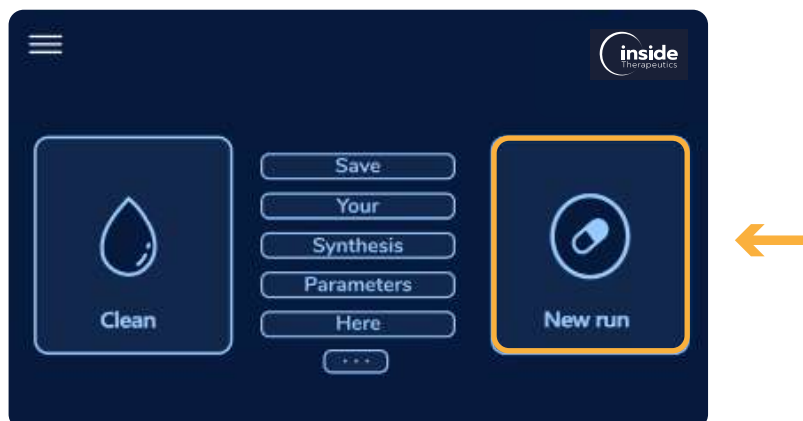 inside
Therapeutics
Save
Your
Synthesis
Parameters
Here
...
Clean
New run